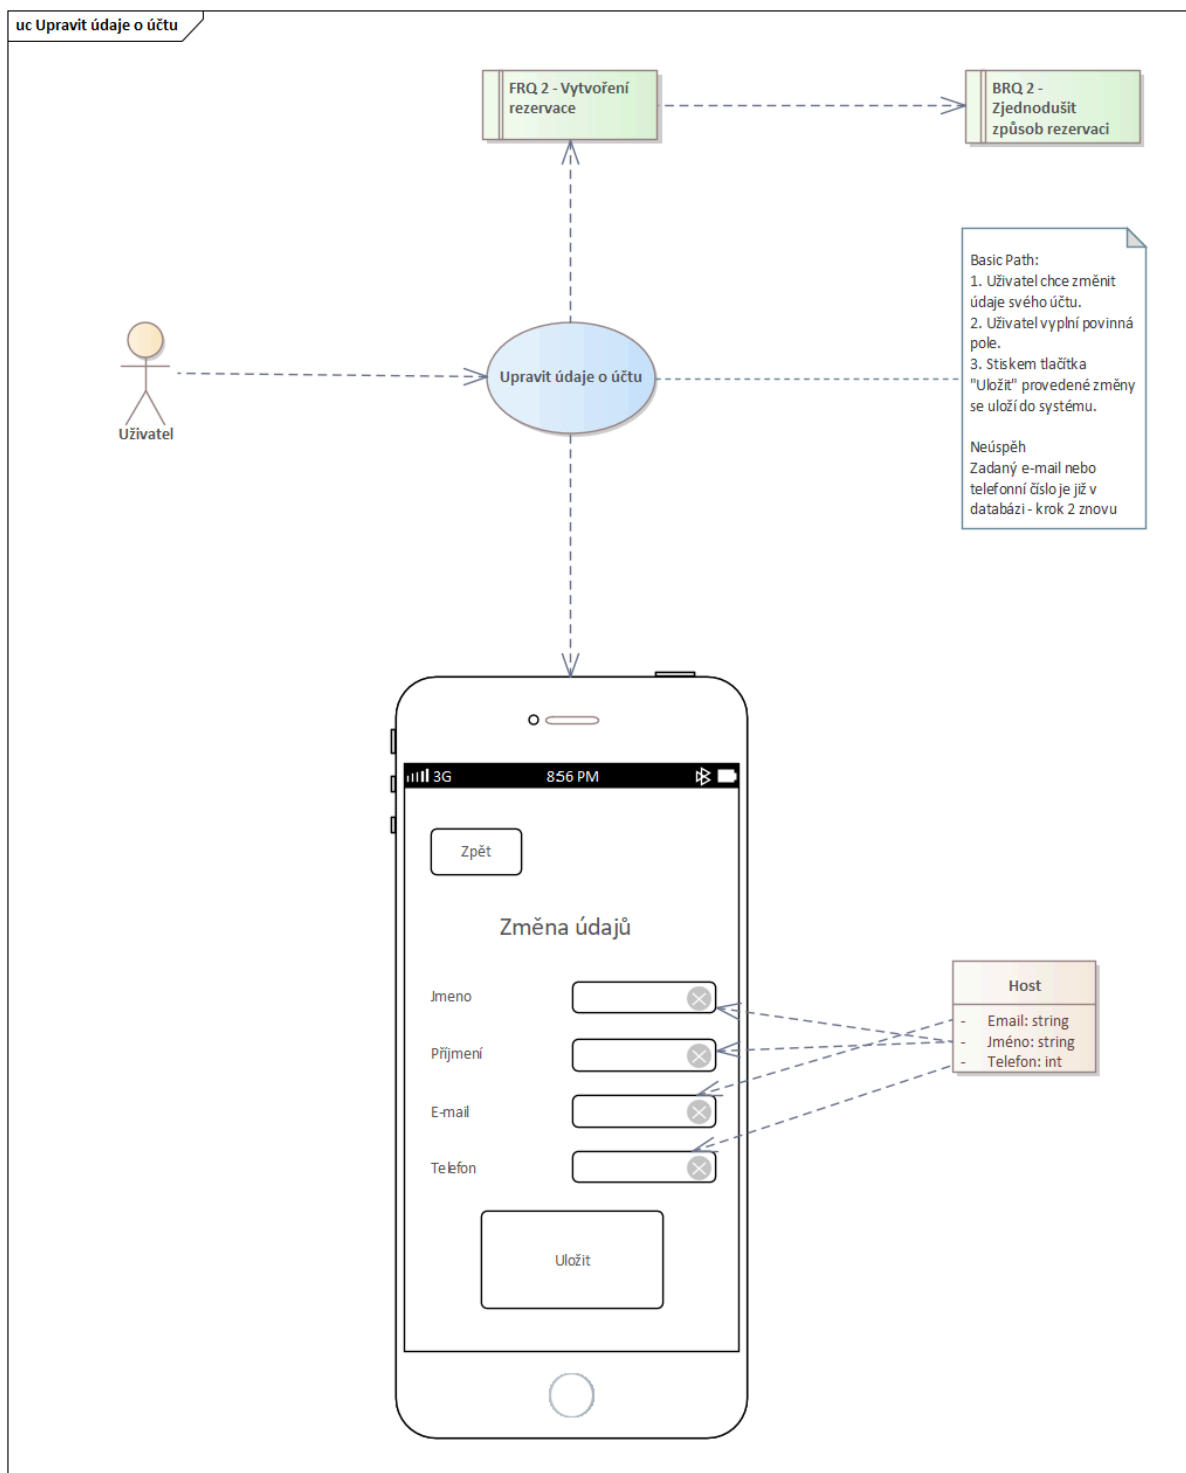 uc Upravit údaje o účtu
FRQ 2 - Vytvoření
rezervace
BRQ 2 -
Zjednodušit
způsob rezervaci
Basic Path:
1. Uživatel chce změnit
údaje svého účtu.
2. Uživatel vyplní povinná
pole.
3. Stiskem tlačítka
"Uložit" provedené změny
se uloží do systému.
Neúspěh
Zadaný e-mail nebo
telefonní číslo je již v
databázi - krok 2 znovu
Uživatel
Upravit údaje o účtu
3G
8:56 PM
Zpět
Změna údajů
Jmeno
Příjmení
E-mail
Telefon
Uložit
Host
- Email: string
- Jméno: string
- Telefon: int